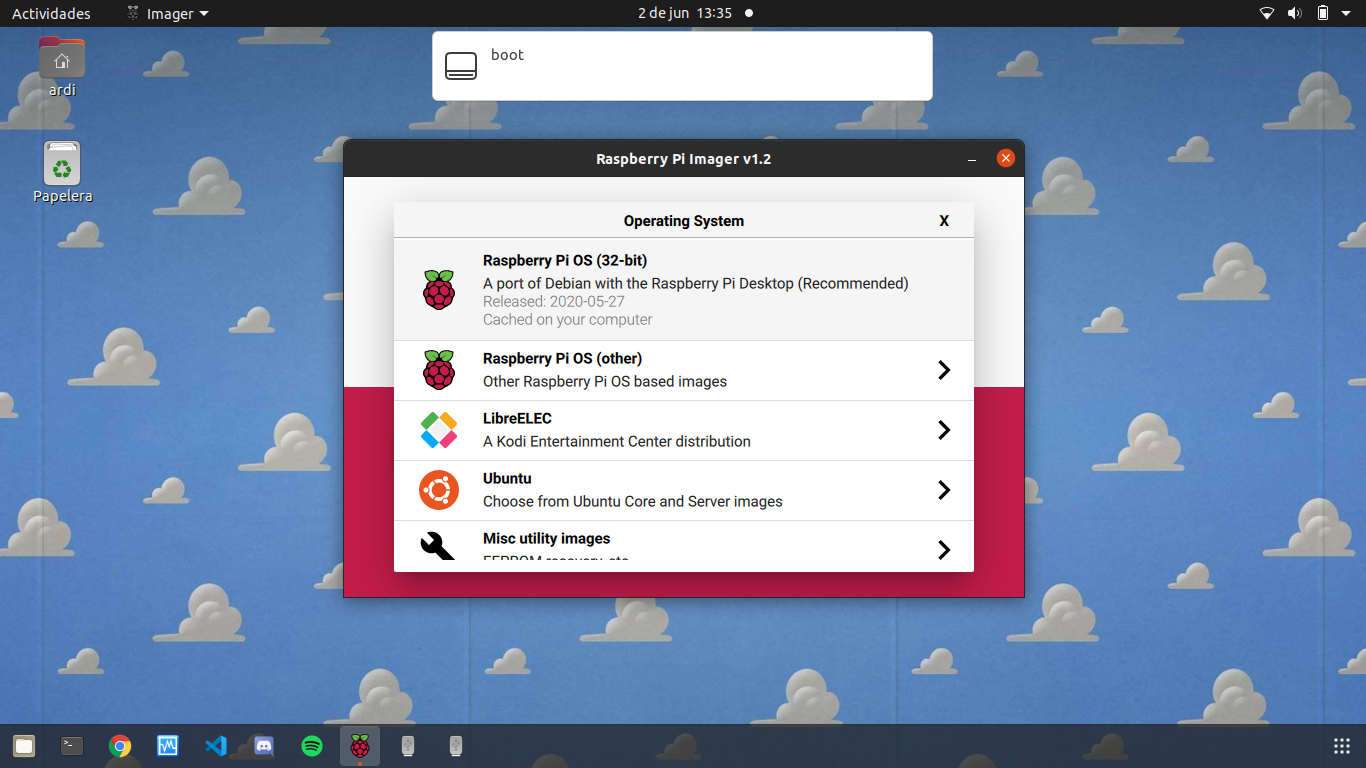 Actividades
Imager
2 de jun 13:35
boot
ardi
Papelera
Raspberry Pi Imager v1.2
Operating System
X
Raspberry Pi OS (32-bit)
A port of Debian with the Raspberry Pi Desktop (Recommended)
Released: 2020-05-27
Cached on your computer
Raspberry Pi OS (other)
Other Raspberry Pi OS based images
LibreELEC
A Kodi Entertainment Center distribution
Ubuntu
Choose from Ubuntu Core and Server images
Misc utility images
EEPROM recovery, etc.